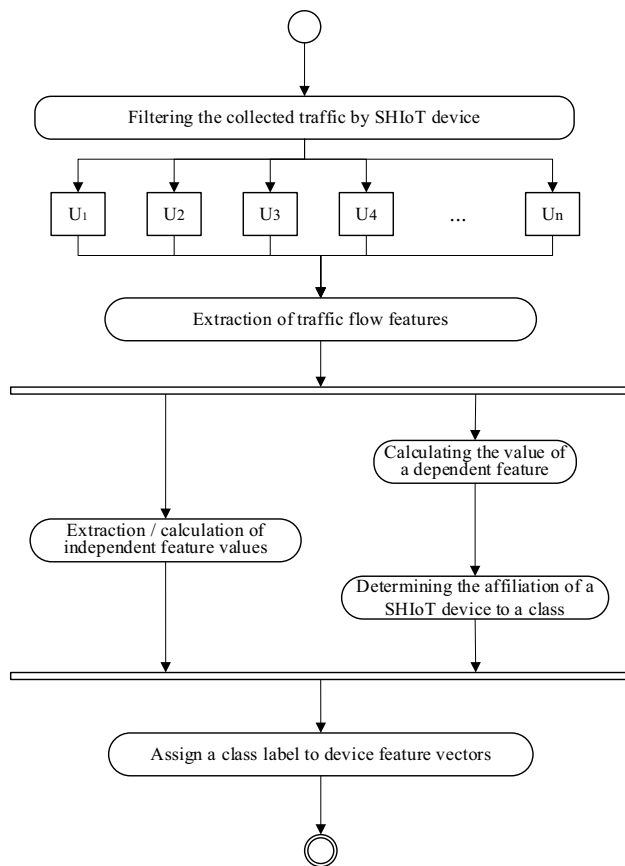 Filtering the collected traffic by SHIoT device
U1 U2 U3 U4 ... Un
Extraction of traffic flow features
Calculating the value of
a dependent feature
Extraction / calculation of
independent feature values
Determining the affiliation of a
SHIoT device to a class
Assign a class label to device feature vectors